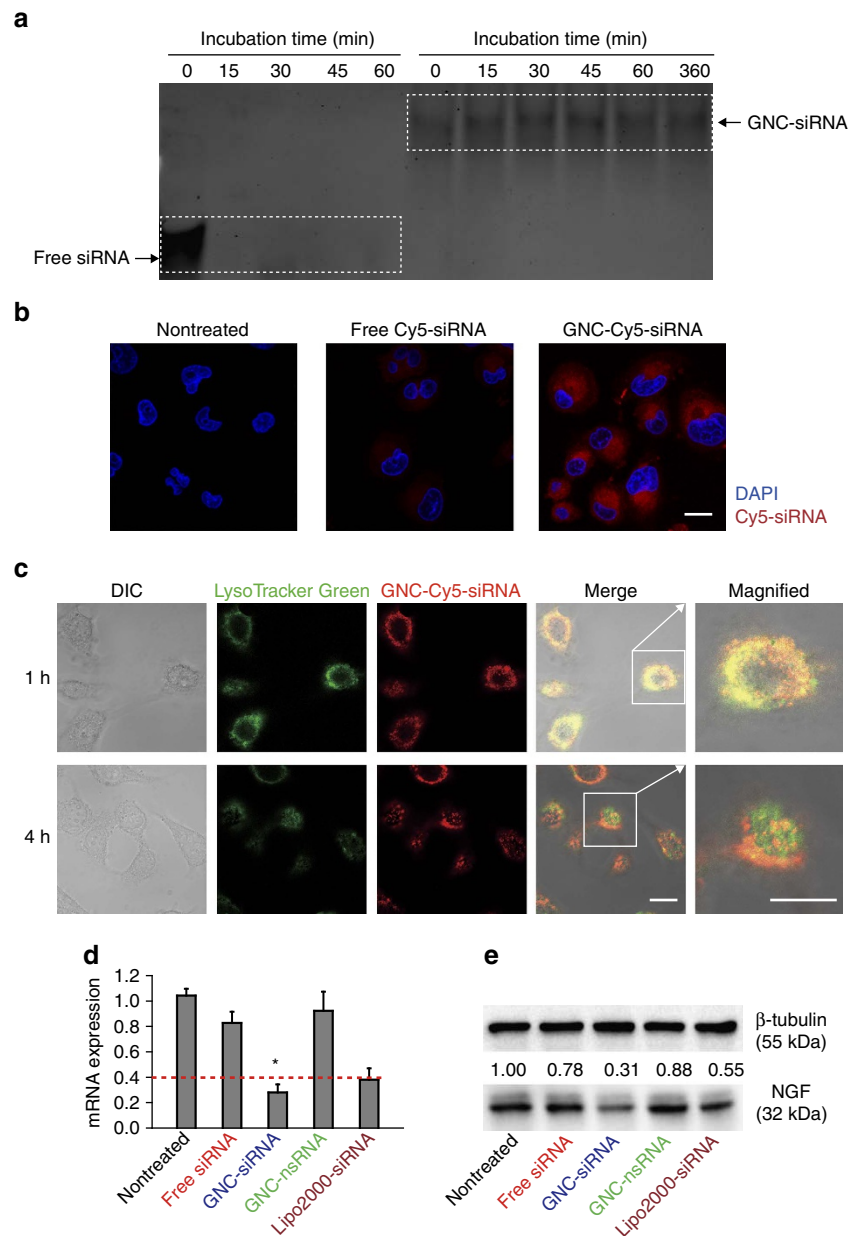 a
Incubation time (min) Incubation time (min)
0 15 30 45 60 0 15 30 45 60 360
GNC-siRNA
Free siRNA
b
Nontreated Free Cy5-siRNA GNC-Cy5-siRNA
DAPI
Cy5-siRNA
c
DIC LysoTracker Green GNC-Cy5-siRNA Merge Magnified
1 h
4 h
d
mRNA expression
1.2
1.0
0.8
0.6
0.4
0.2
0.0
*
Nontreated
Free siRNA
GNC-siRNA
GNC-nsRNA
Lipo2000-siRNA
e
β-tubulin
(55 kDa)
1.00 0.78 0.31 0.88 0.55
NGF
(32 kDa)
Nontreated
Free siRNA
GNC-siRNA
GNC-nsRNA
Lipo2000-siRNA